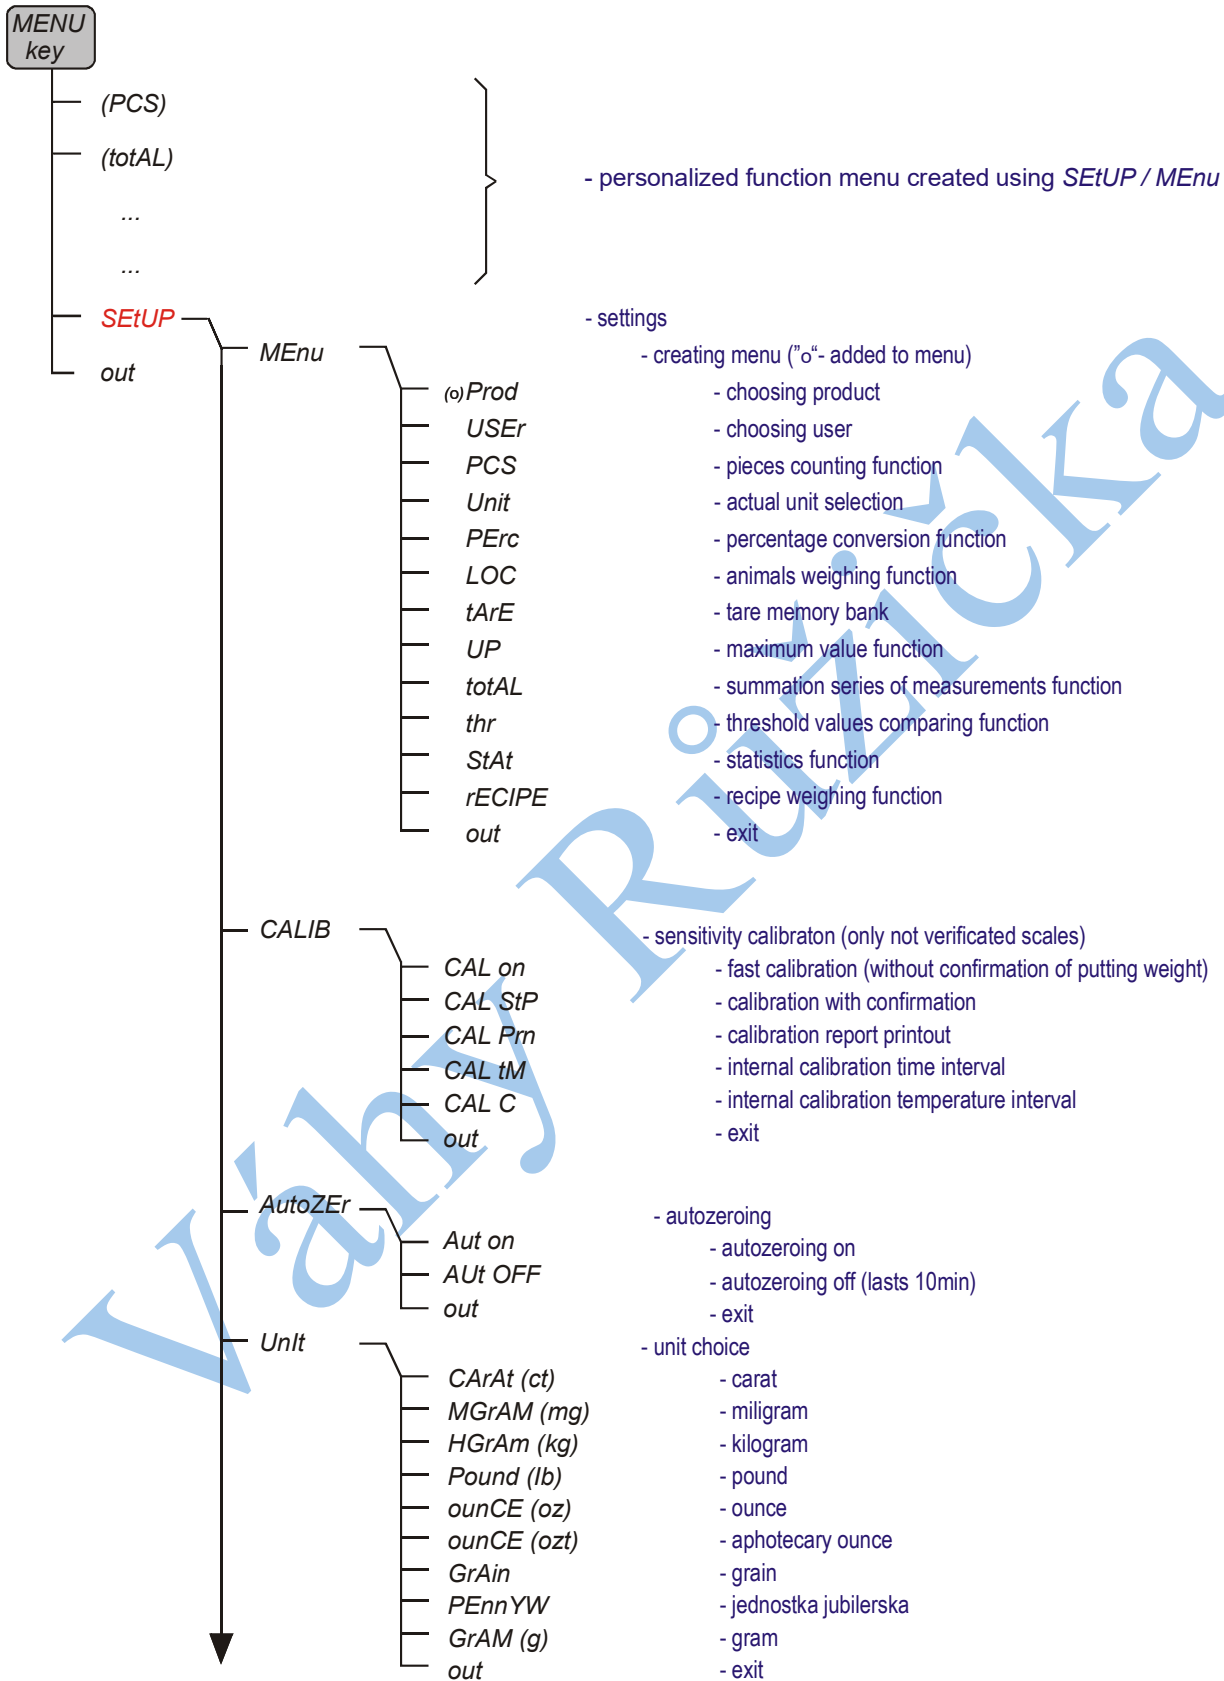 MENU
key
(PCS)
(totAL)
...
...
- personalized function menu created using SEtUP / MEnu
SEtUP - settings
MEnu - creating menu (”o“- added to menu)
out
(o) Prod - choosing product
USEr - choosing user
PCS - pieces counting function
Unit - actual unit selection
PErc - percentage conversion function
LOC - animals weighing function
tArE - tare memory bank
UP - maximum value function
totAL - summation series of measurements function
thr - threshold values comparing function
StAt - statistics function
rECIPE - recipe weighing function
out - exit
CALIB - sensitivity calibraton (only not verificated scales)
CAL on - fast calibration (without confirmation of putting weight)
CAL StP - calibration with confirmation
CAL Prn - calibration report printout
CAL tM - internal calibration time interval
CAL C - internal calibration temperature interval
out - exit
AutoZEr - autozeroing
Aut on - autozeroing on
AUt OFF - autozeroing off (lasts 10min)
out - exit
UnIt - unit choice
CArAt (ct) - carat
MGrAM (mg) - miligram
HGrAm (kg) - kilogram
Pound (lb) - pound
ounCE (oz) - ounce
ounCE (ozt) - aphotecary ounce
GrAin - grain
PEnnYW - jednostka jubilerska
GrAM (g) - gram
out - exit
Váhy Růžička